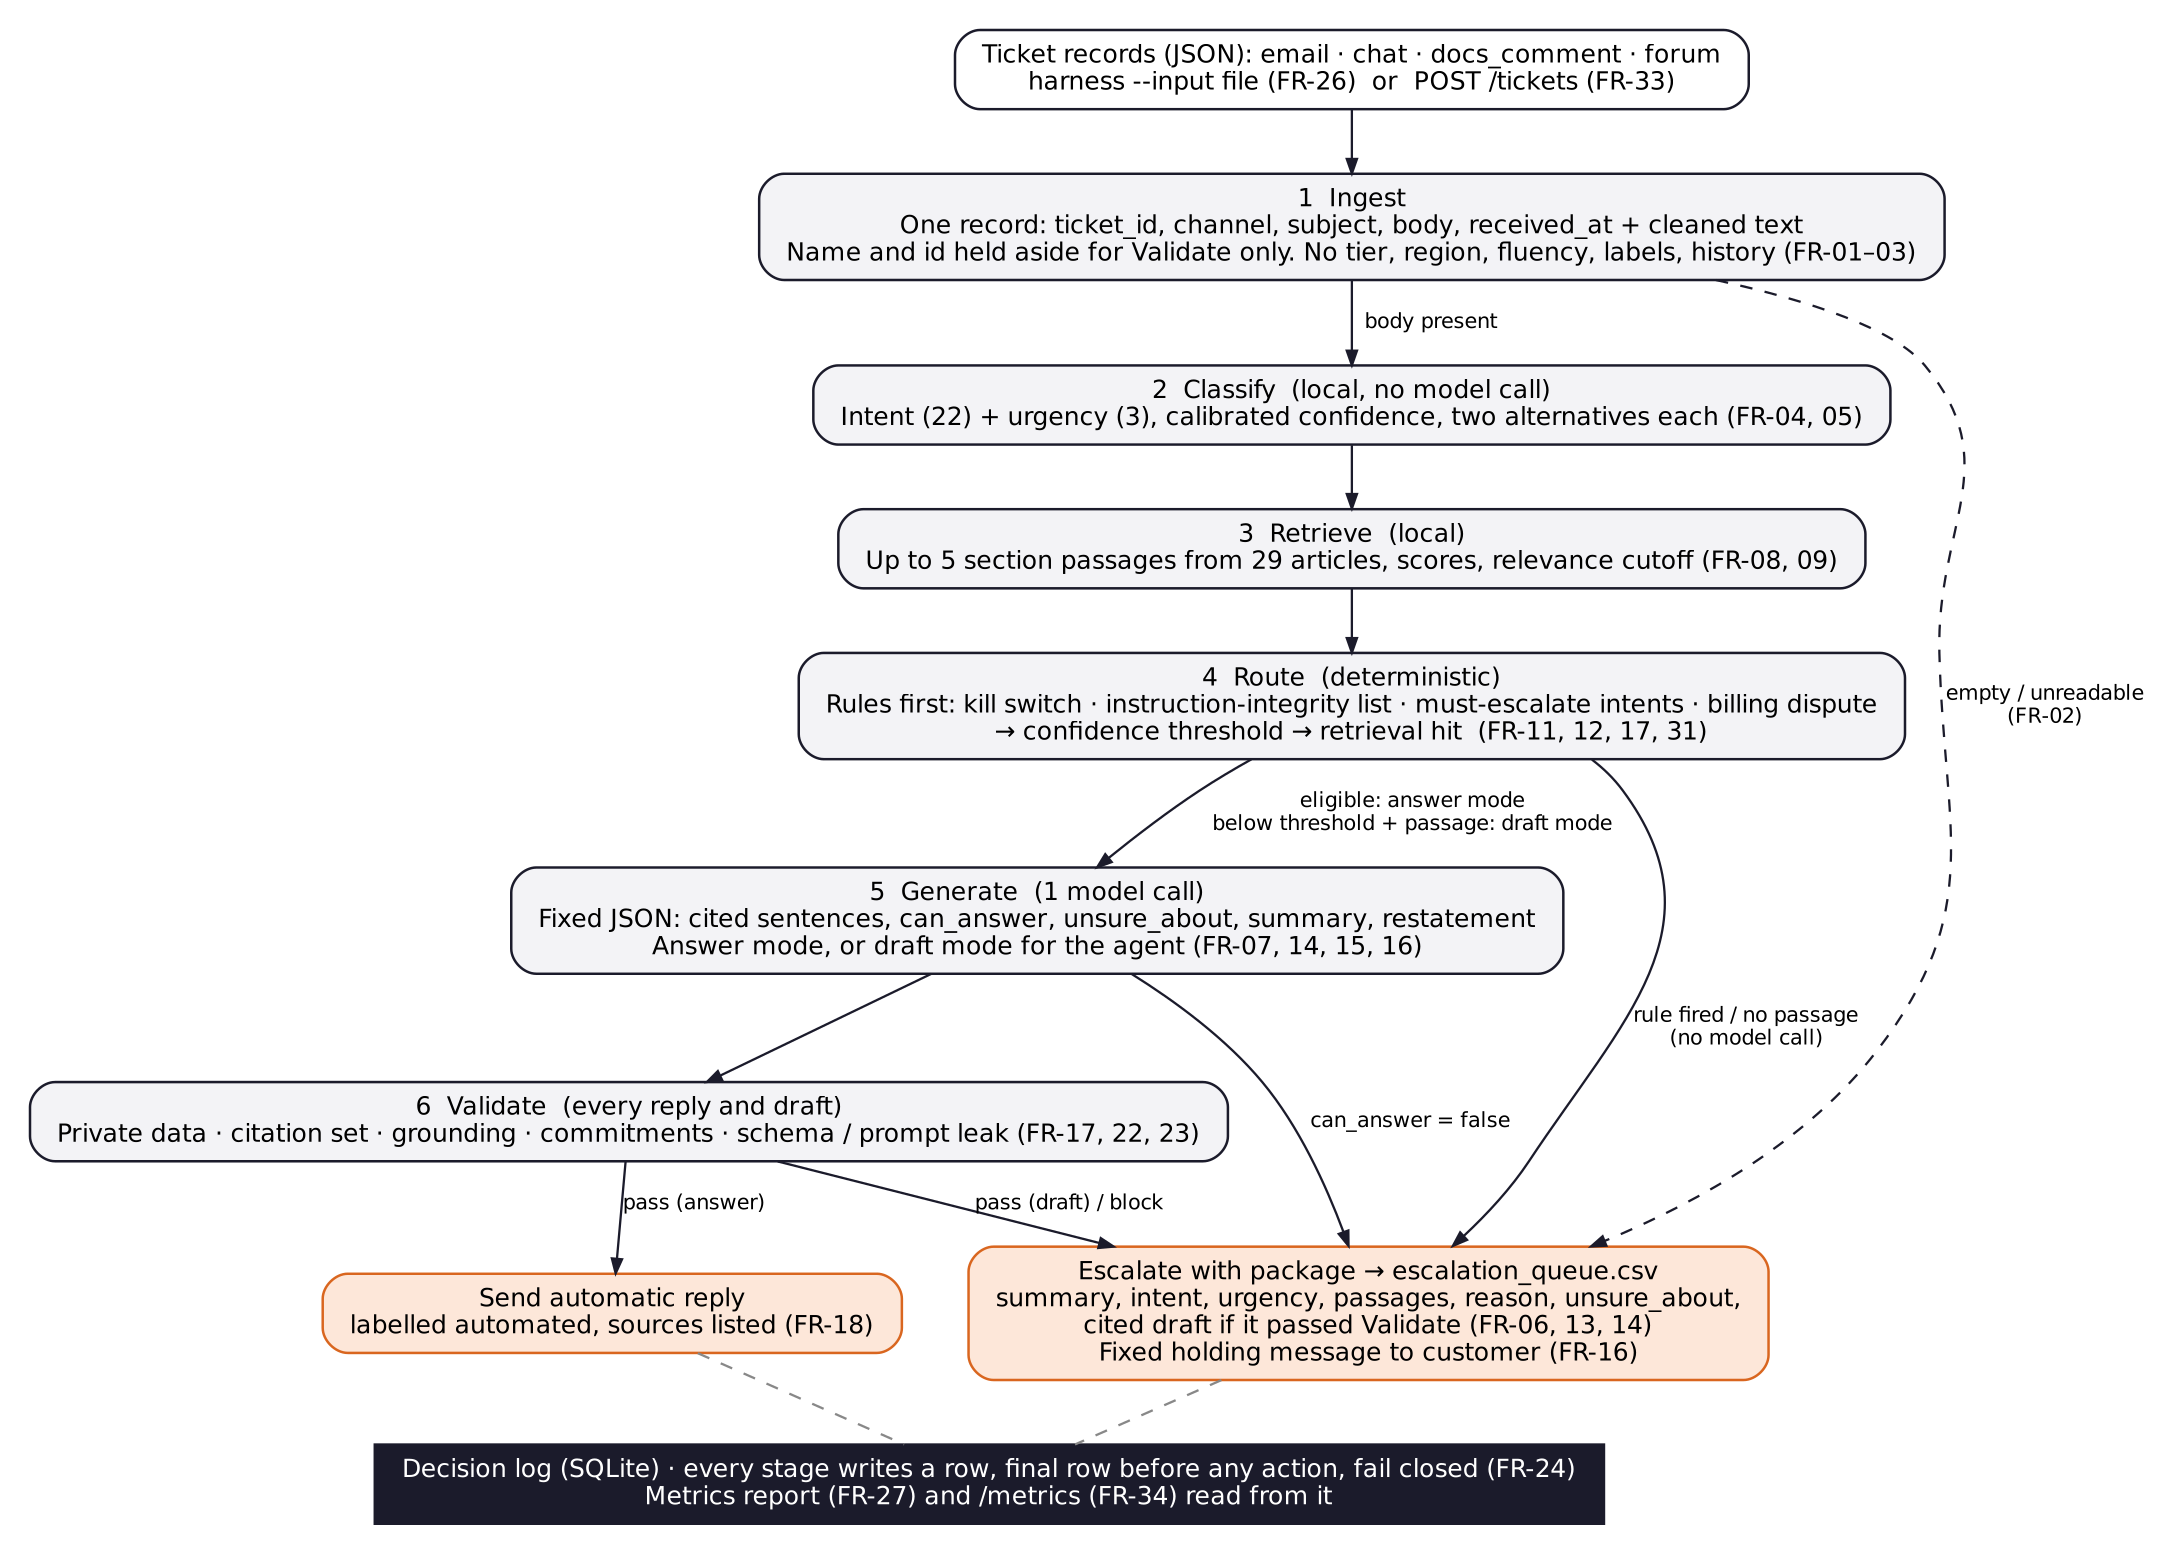 Ticket records (JSON): email · chat · docs_comment · forum
harness --input file (FR-26)  or  POST /tickets (FR-33)
1  Ingest
One record: ticket_id, channel, subject, body, received_at + cleaned text
Name and id held aside for Validate only. No tier, region, fluency, labels, history (FR-01–03)
body present
2  Classify  (local, no model call)
Intent (22) + urgency (3), calibrated confidence, two alternatives each (FR-04, 05)
3  Retrieve  (local)
Up to 5 section passages from 29 articles, scores, relevance cutoff (FR-08, 09)
4  Route  (deterministic)
Rules first: kill switch · instruction-integrity list · must-escalate intents · billing dispute
→ confidence threshold → retrieval hit  (FR-11, 12, 17, 31)
empty / unreadable
(FR-02)
eligible: answer mode
below threshold + passage: draft mode
5  Generate  (1 model call)
Fixed JSON: cited sentences, can_answer, unsure_about, summary, restatement
Answer mode, or draft mode for the agent (FR-07, 14, 15, 16)
rule fired / no passage
(no model call)
6  Validate  (every reply and draft)
Private data · citation set · grounding · commitments · schema / prompt leak (FR-17, 22, 23)
can_answer = false
pass (answer)
pass (draft) / block
Send automatic reply
labelled automated, sources listed (FR-18)
Escalate with package → escalation_queue.csv
summary, intent, urgency, passages, reason, unsure_about,
cited draft if it passed Validate (FR-06, 13, 14)
Fixed holding message to customer (FR-16)
Decision log (SQLite) · every stage writes a row, final row before any action, fail closed (FR-24)
Metrics report (FR-27) and /metrics (FR-34) read from it